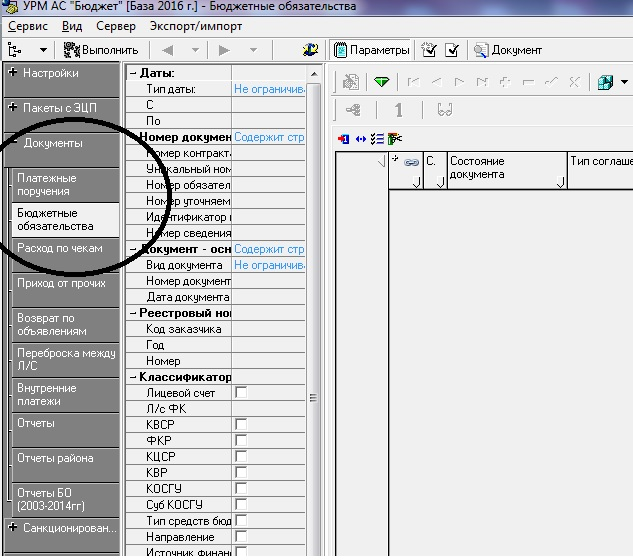 УРМ АС "Бюджет" [База 2016 г.] - Бюджетные обязательства
Сервис Вид Сервер Экспорт/импорт
Выполнить
Параметры
Документ
Настройки
Пакеты с ЭЦП
Документы
Платежные
поручения
Бюджетные
обязательства
Расход по чекам
Приход от прочих
Возврат по
объявлениям
Переброска между
Л/С
Внутренние
платежи
Отчеты
Отчеты района
Отчеты БО
(2003-2014гг)
Санкционирован...
Даты:
Тип даты: Не огранич
С
По
Номер докумен Содержит стр
Номер контракт
Уникальный ном
Номер обязател
Номер уточняем
Идентификатор
Номер сведения
Документ - осн Содержит стр
Вид документа Не огранич
Номер документ
Дата документа
Реестровый но
Код заказчика
Год
Номер
Классификатор
Лицевой счет
Л/с ФК
КВСР
ФКР
КЦСР
КВР
КОСГУ
Суб КОСГУ
Тип средств бюд
Направление
Источник финан
1
С.
Состояние
документа
Тип соглаше